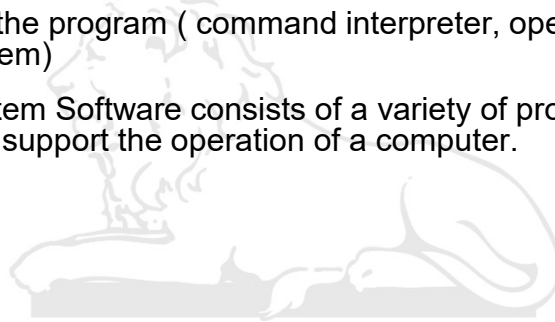 the program ( command interpreter, ope
em)
tem Software consists of a variety of pro
support the operation of a computer.